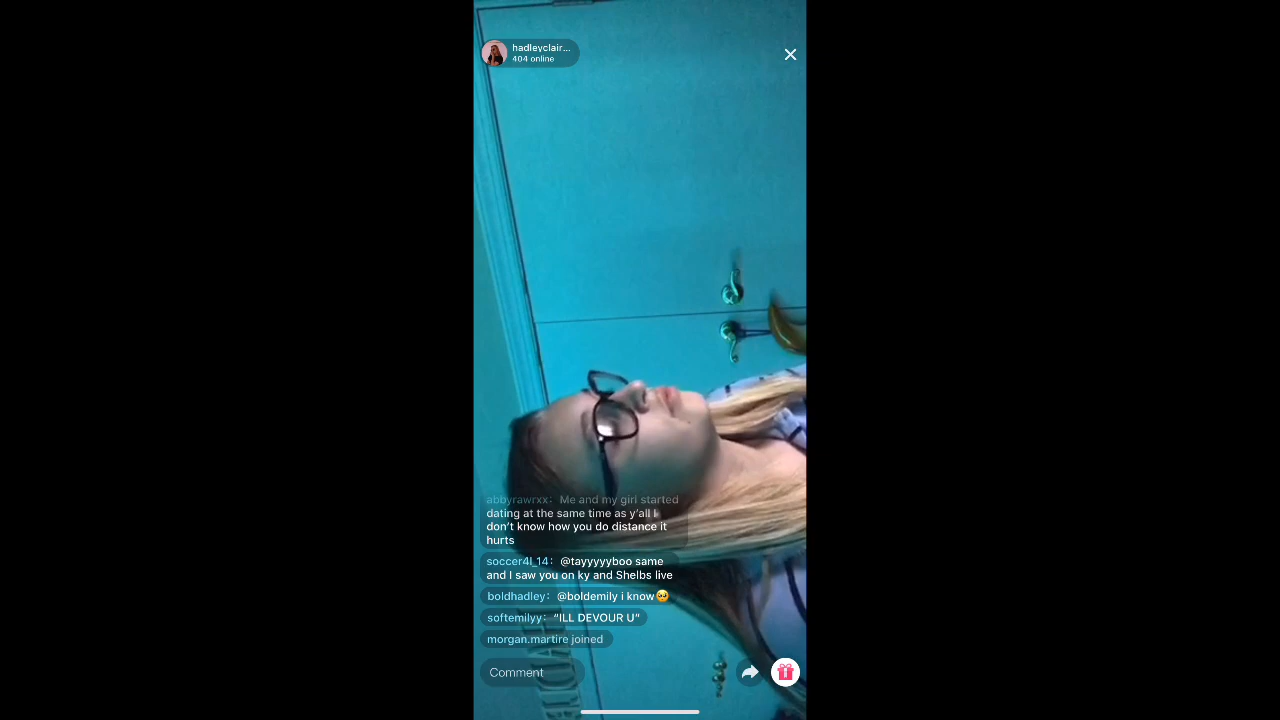 hadleyclair...
404 online
abbyrawrxx: Me and my girl started
dating at the same time as y'all I
don't know how you do distance it
hurts
soccer4l_14: @tayyyyyboo same
and I saw you on ky and Shelbs live
boldhadley: @boldemily i know🥺
softemilyy: “ILL DEVOUR U”
morgan.martire joined
Comment